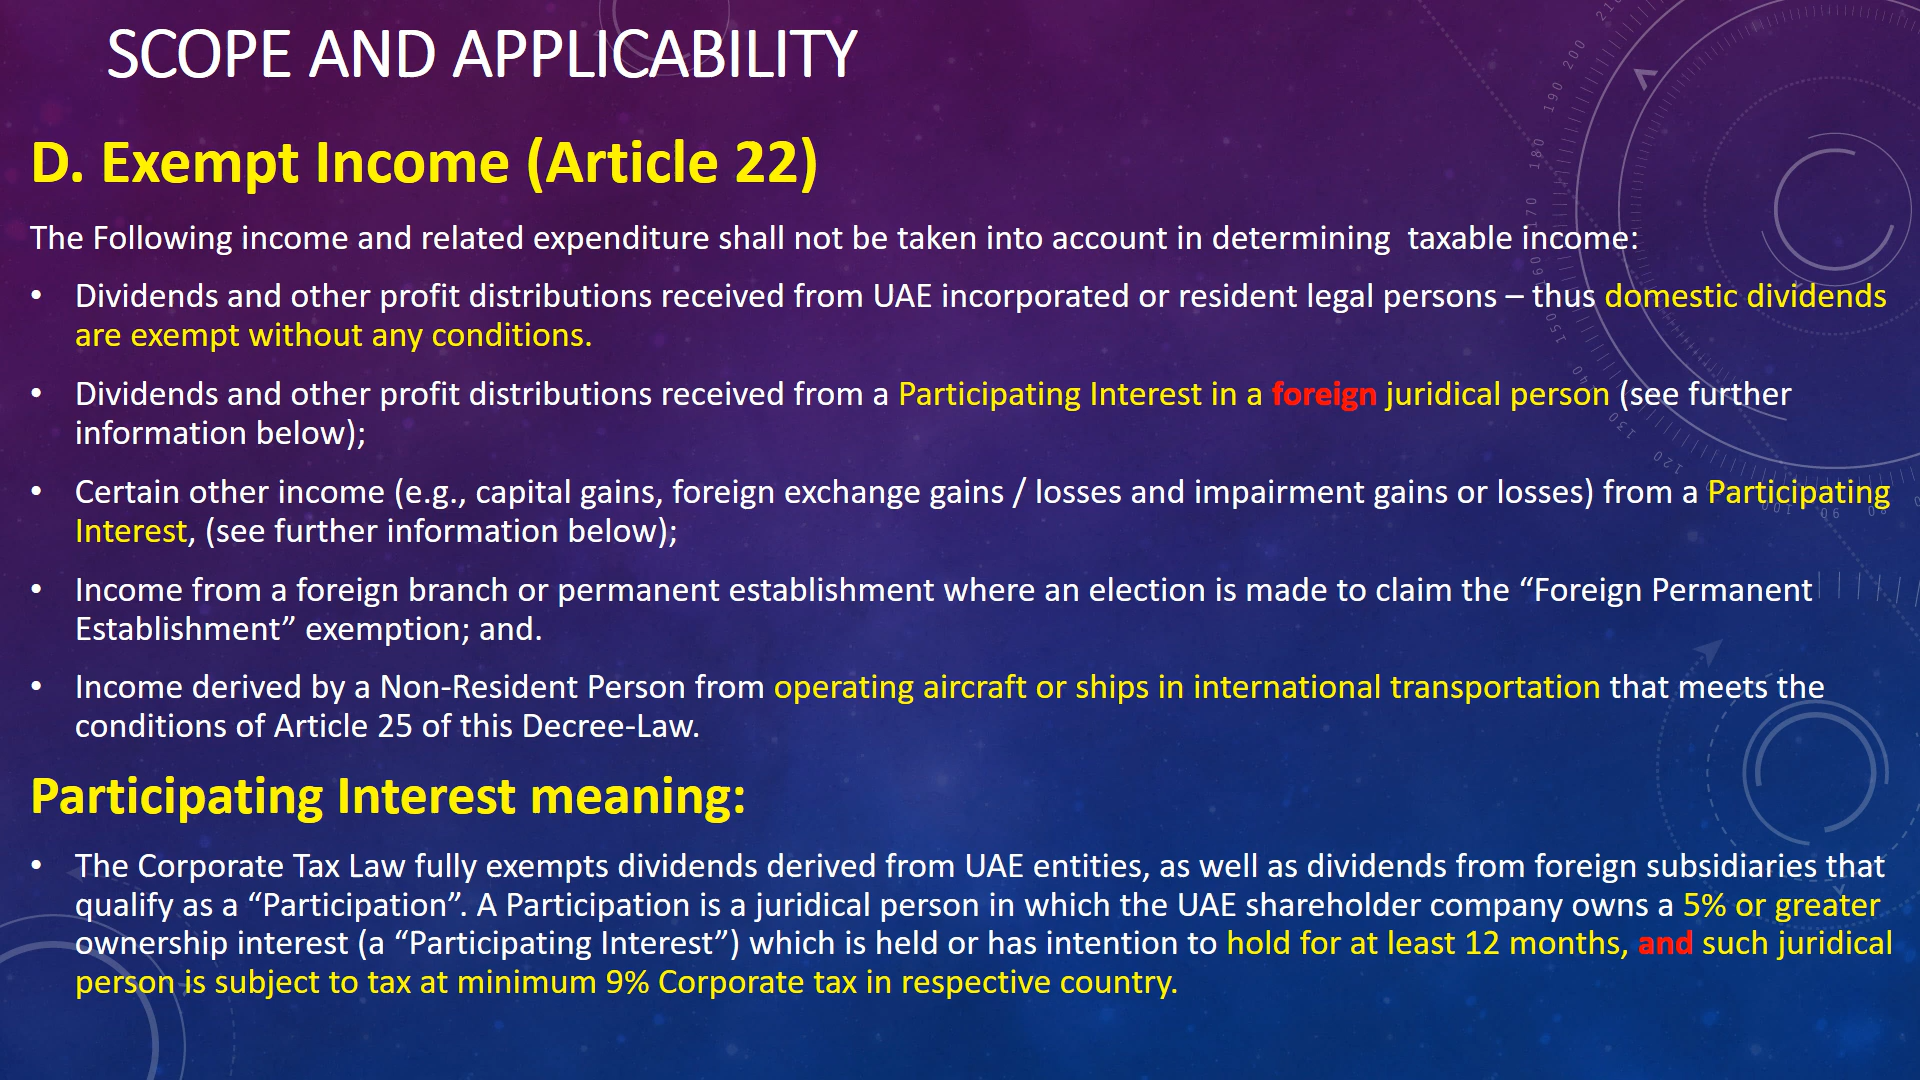 SCOPE AND APPLICABILITY
D. Exempt Income (Article 22)
The Following income and related expenditure shall not be taken into account in determining  taxable income:
• Dividends and other profit distributions received from UAE incorporated or resident legal persons – thus domestic dividends
are exempt without any conditions.
• Dividends and other profit distributions received from a Participating Interest in a foreign juridical person (see further
information below);
• Certain other income (e.g., capital gains, foreign exchange gains / losses and impairment gains or losses) from a Participating
Interest, (see further information below);
• Income from a foreign branch or permanent establishment where an election is made to claim the “Foreign Permanent
Establishment” exemption; and.
• Income derived by a Non-Resident Person from operating aircraft or ships in international transportation that meets the
conditions of Article 25 of this Decree-Law.
Participating Interest meaning:
• The Corporate Tax Law fully exempts dividends derived from UAE entities, as well as dividends from foreign subsidiaries that
qualify as a “Participation”. A Participation is a juridical person in which the UAE shareholder company owns a 5% or greater
ownership interest (a “Participating Interest”) which is held or has intention to hold for at least 12 months, and such juridical
person is subject to tax at minimum 9% Corporate tax in respective country.